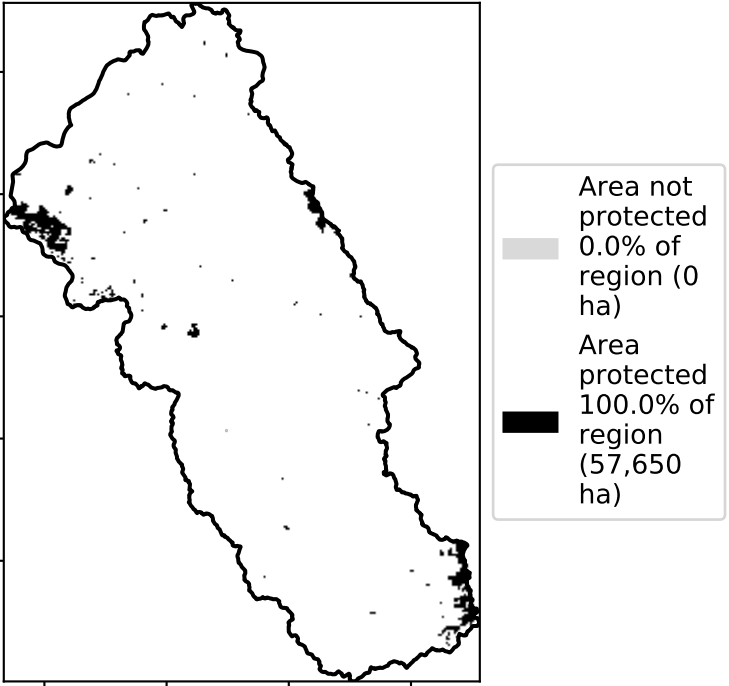 Area not
protected
0.0% of
region (0
ha)
Area
protected
100.0% of
region
(57,650
ha)